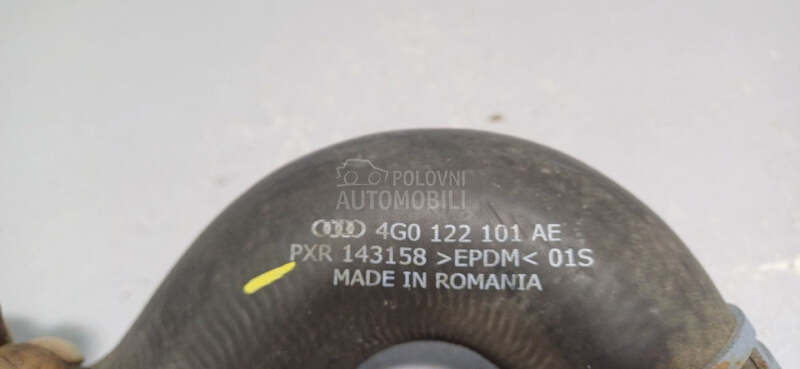 POLOVNI
AUTOMOBILI
4G0 122 101 AE
PXR 143158 >EPDM< 01S
MADE IN ROMANIA